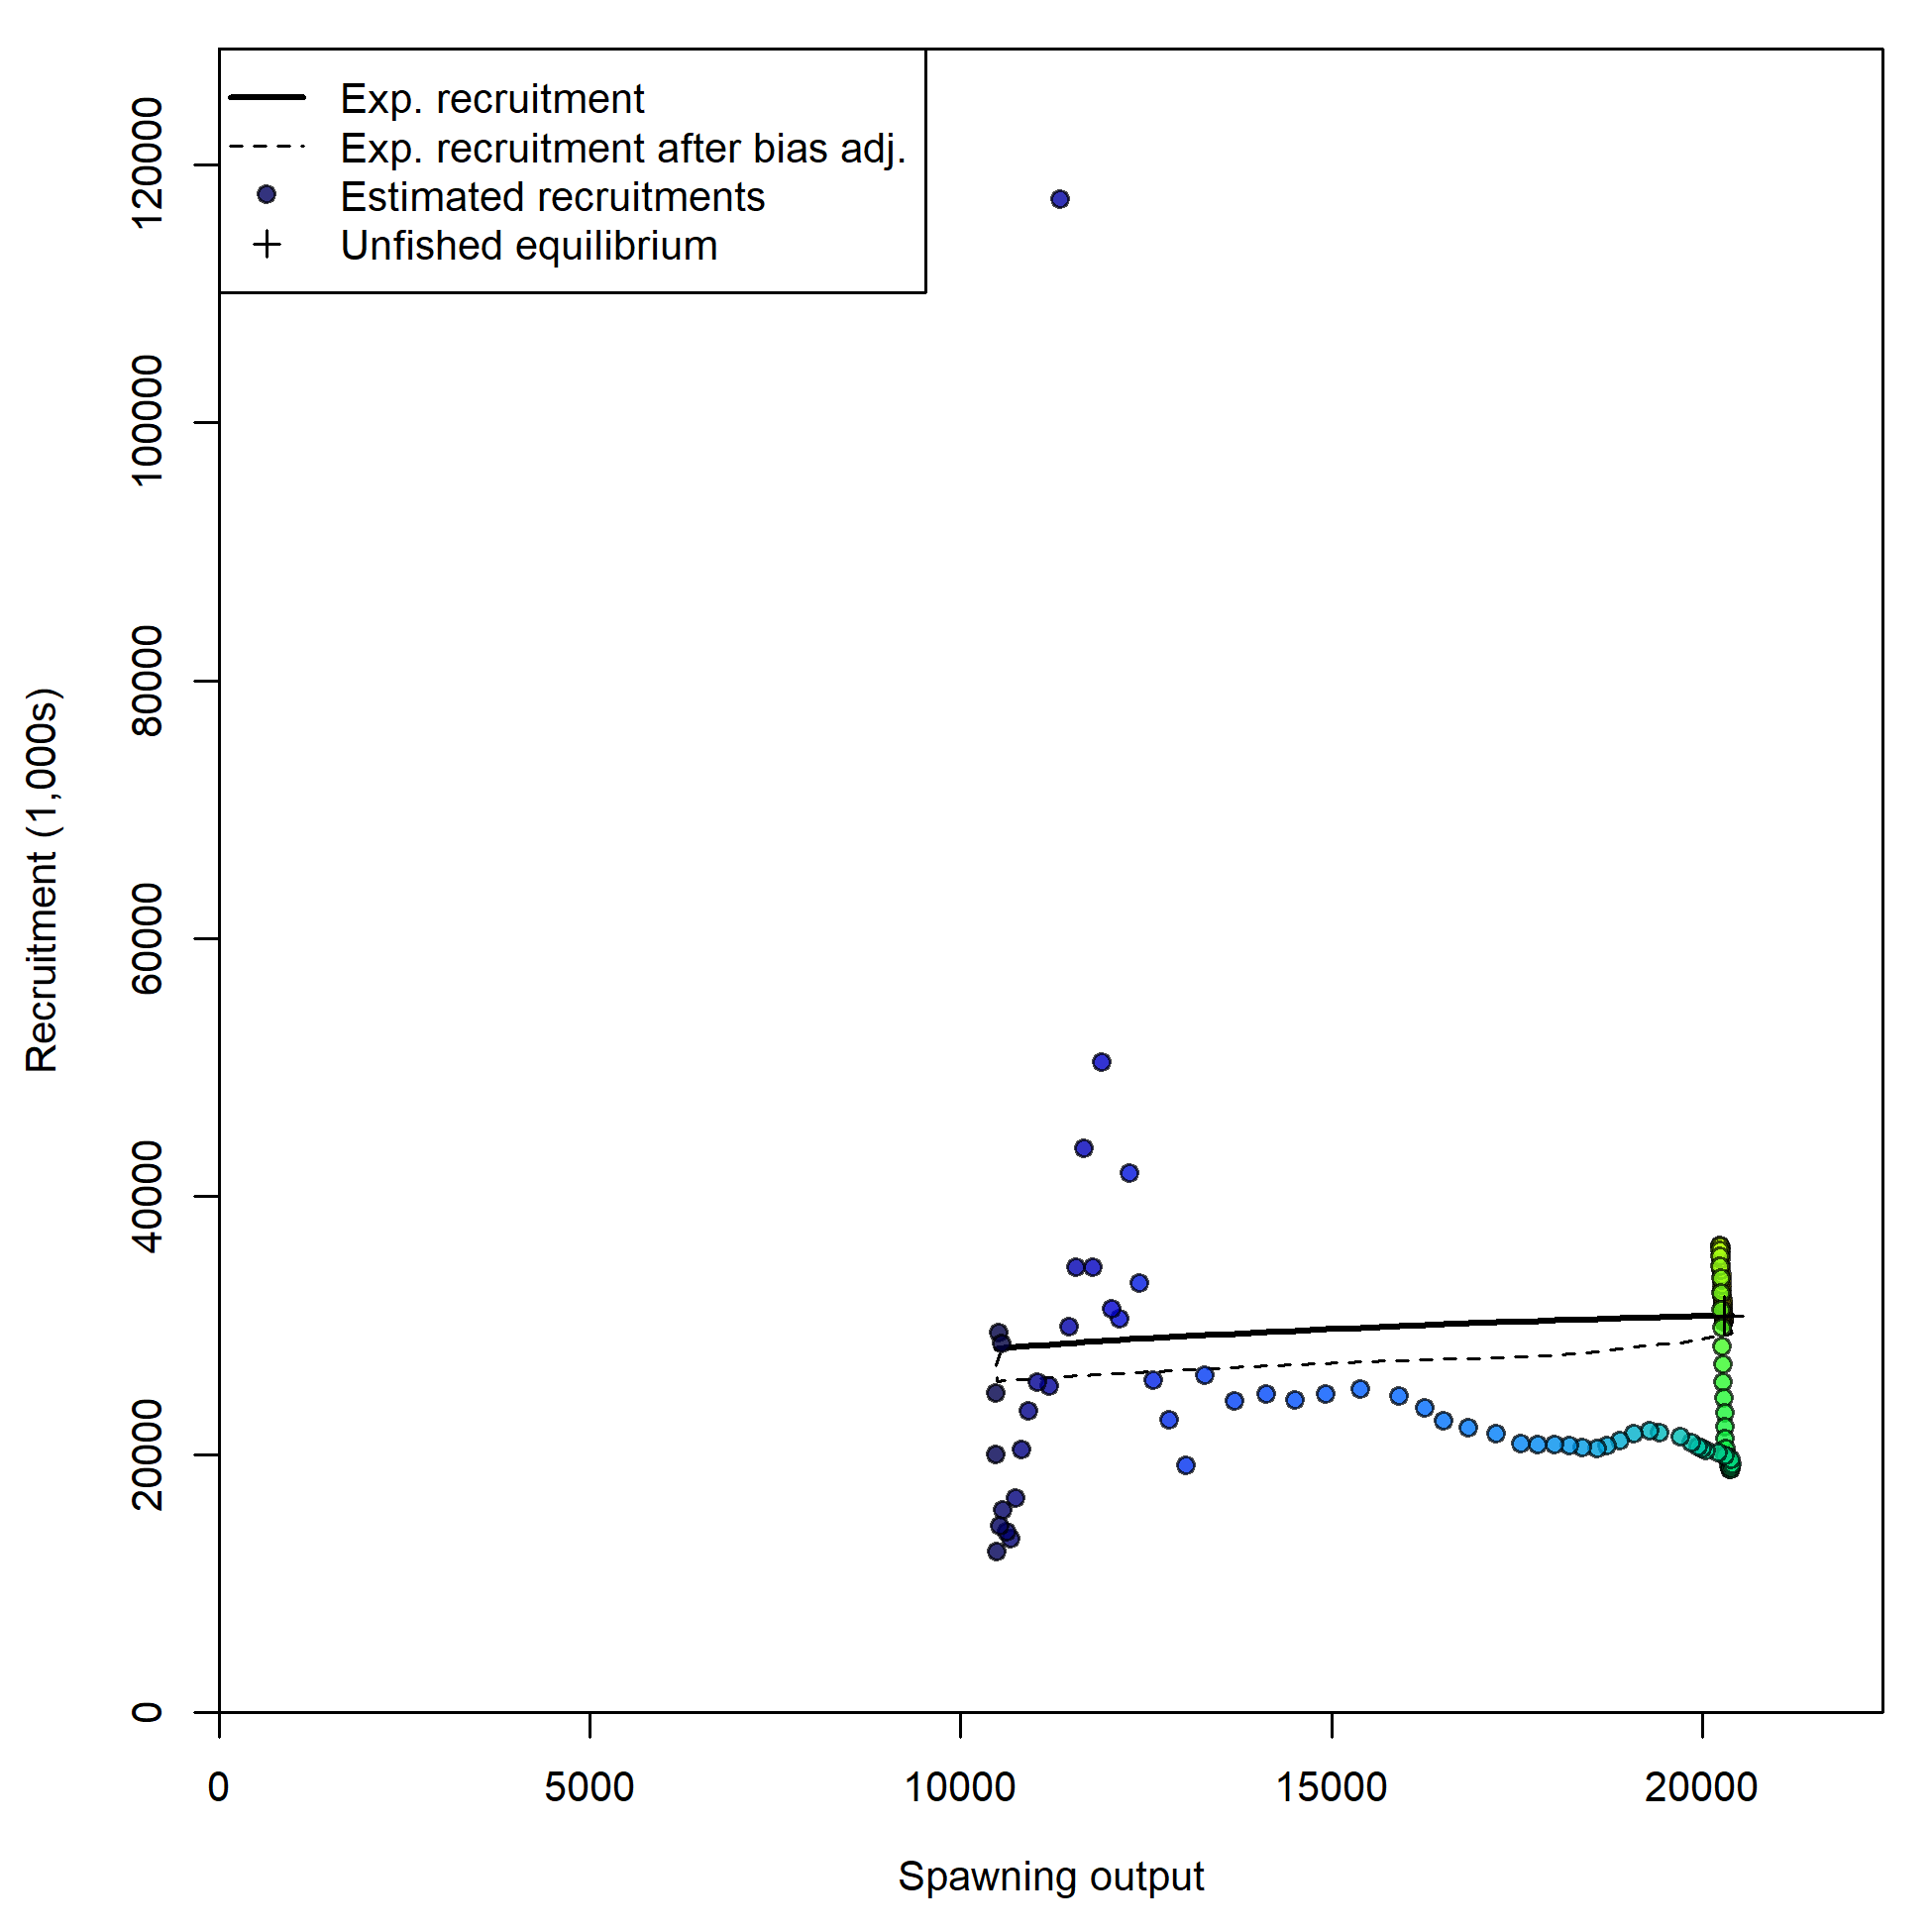 Exp. recruitment
Exp. recruitment after bias adj.
Estimated recruitments
Unfished equilibrium
120000
100000
80000
60000
40000
20000
0
Recruitment (1,000s)
0 5000 10000 15000 20000
Spawning output